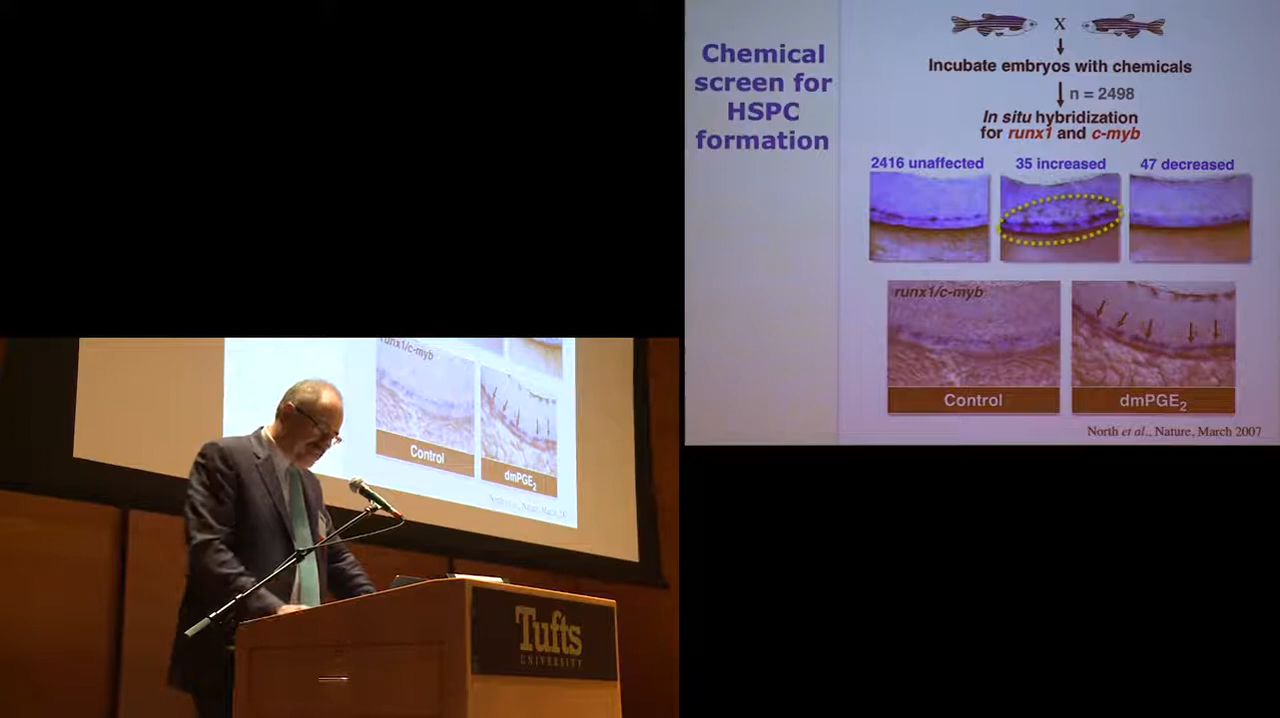 Chemical
screen for
HSPC
formation
X
Incubate embryos with chemicals
n = 2498
In situ hybridization
for runx1 and c-myb
2416 unaffected
35 increased
47 decreased
runx1/c-myb
Control
dmPGE2
North et al., Nature, March 2007
runx1/c-myb
Control
dmPGE2
Tufts
UNIVERSITY